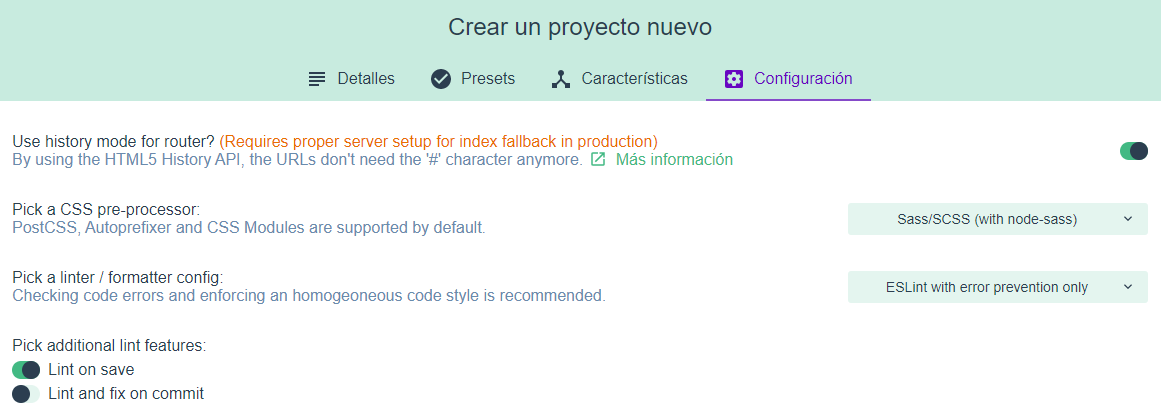 Crear un proyecto nuevo
Detalles Presets Características Configuración
Use history mode for router? (Requires proper server setup for index fallback in production)
By using the HTML5 History API, the URLs don't need the '#' character anymore. Más información
Pick a CSS pre-processor:
PostCSS, Autoprefixer and CSS Modules are supported by default.
Sass/SCSS (with node-sass)
Pick a linter / formatter config:
Checking code errors and enforcing an homogeoneous code style is recommended.
ESLint with error prevention only
Pick additional lint features:
Lint on save
Lint and fix on commit